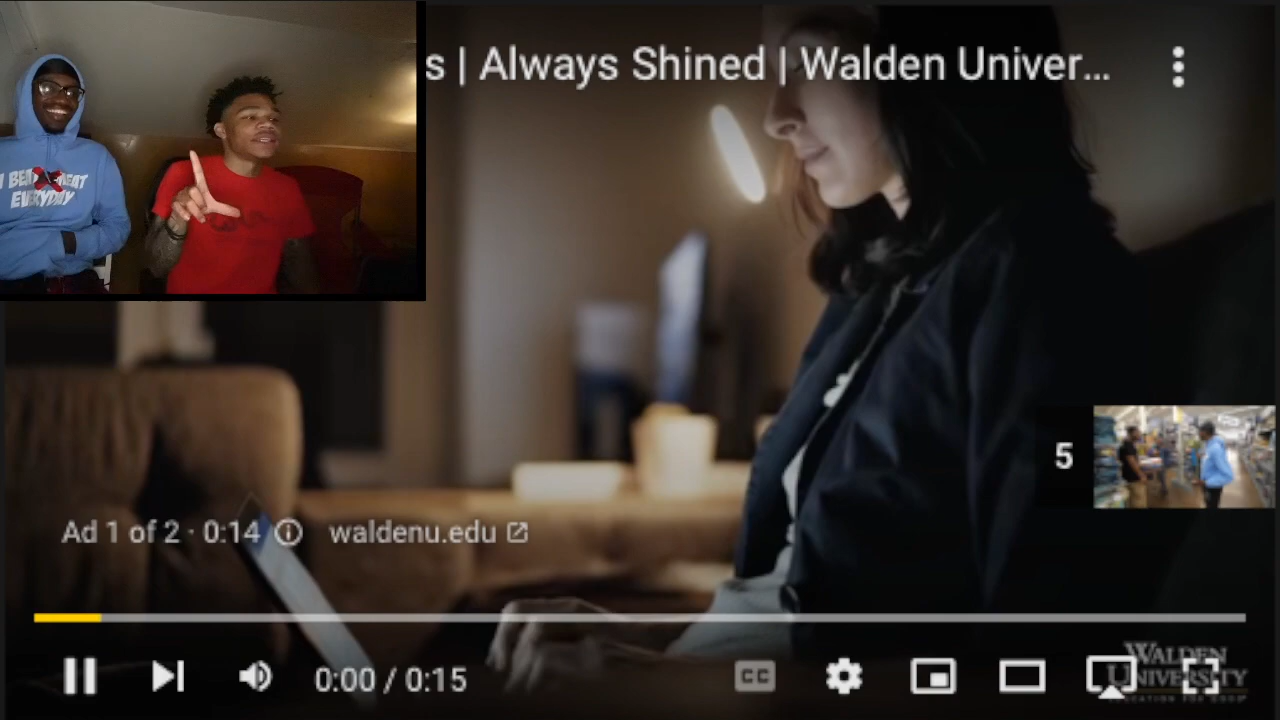 s | Always Shined | Walden Univer...
EVERYDAY
5
Ad 1 of 2 · 0:14 waldenu.edu
0:00 / 0:15
CC
WALDEN
UNIVERSITY